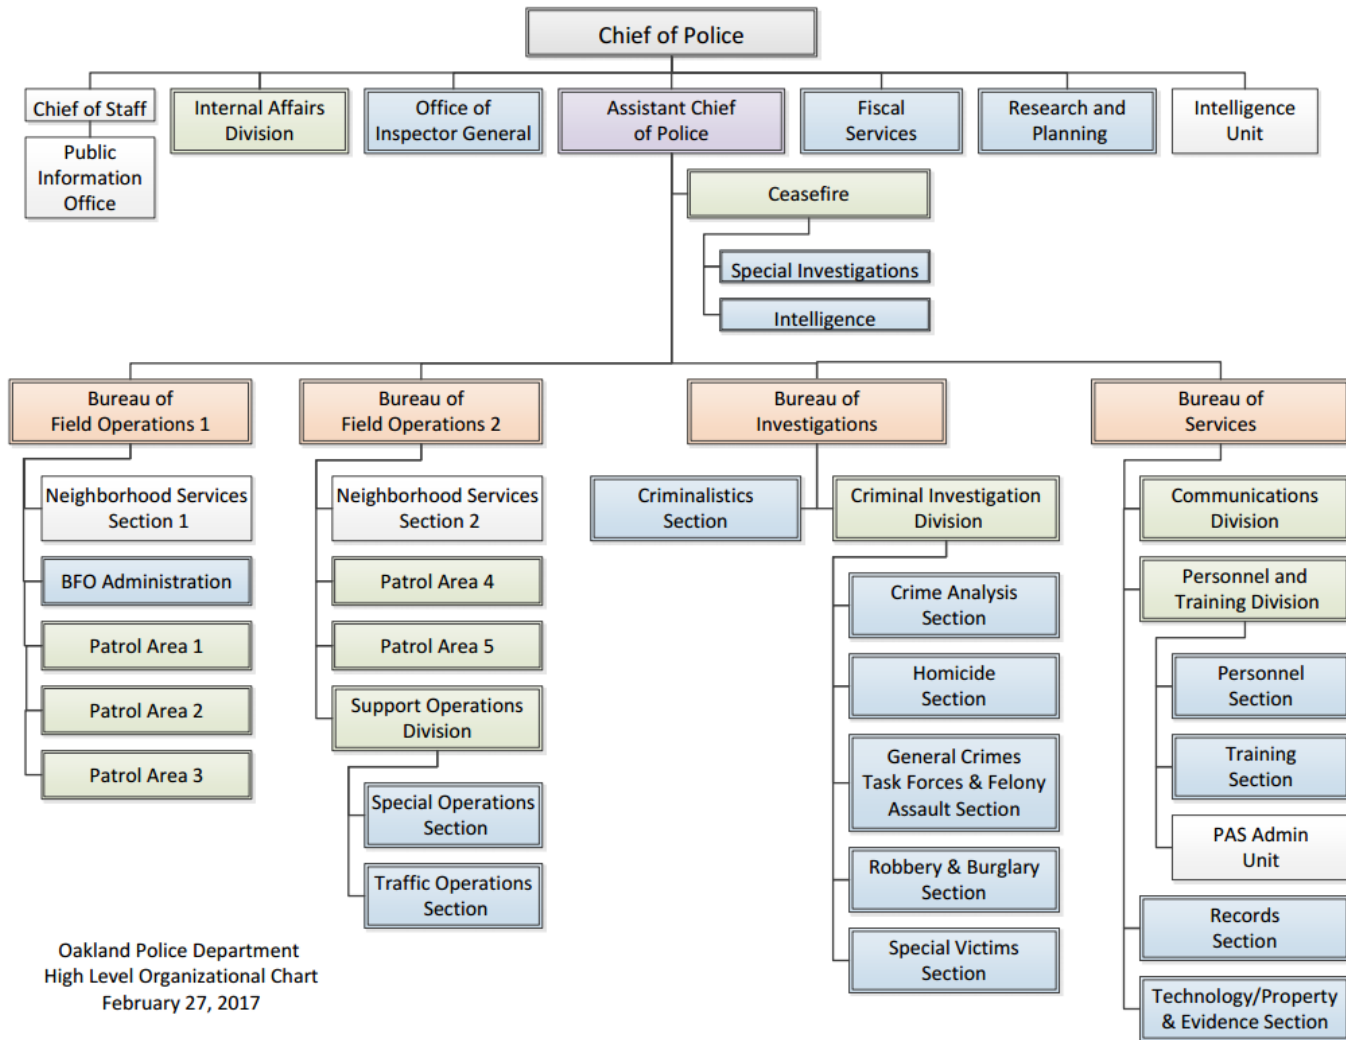 Chief of Police
Chief of Staff
Internal Affairs
Division
Office of
Inspector General
Assistant Chief
of Police
Fiscal
Services
Research and
Planning
Intelligence
Unit
Public
Information
Office
Ceasefire
Special Investigations
Intelligence
Bureau of
Field Operations 1
Bureau of
Field Operations 2
Bureau of
Investigations
Bureau of
Services
Neighborhood Services
Section 1
BFO Administration
Patrol Area 1
Patrol Area 2
Patrol Area 3
Neighborhood Services
Section 2
Patrol Area 4
Patrol Area 5
Support Operations
Division
Special Operations
Section
Traffic Operations
Section
Criminalistics
Section
Criminal Investigation
Division
Crime Analysis
Section
Homicide
Section
General Crimes
Task Forces & Felony
Assault Section
Robbery & Burglary
Section
Special Victims
Section
Communications
Division
Personnel and
Training Division
Personnel
Section
Training
Section
PAS Admin
Unit
Records
Section
Technology/Property
& Evidence Section
Oakland Police Department
High Level Organizational Chart
February 27, 2017